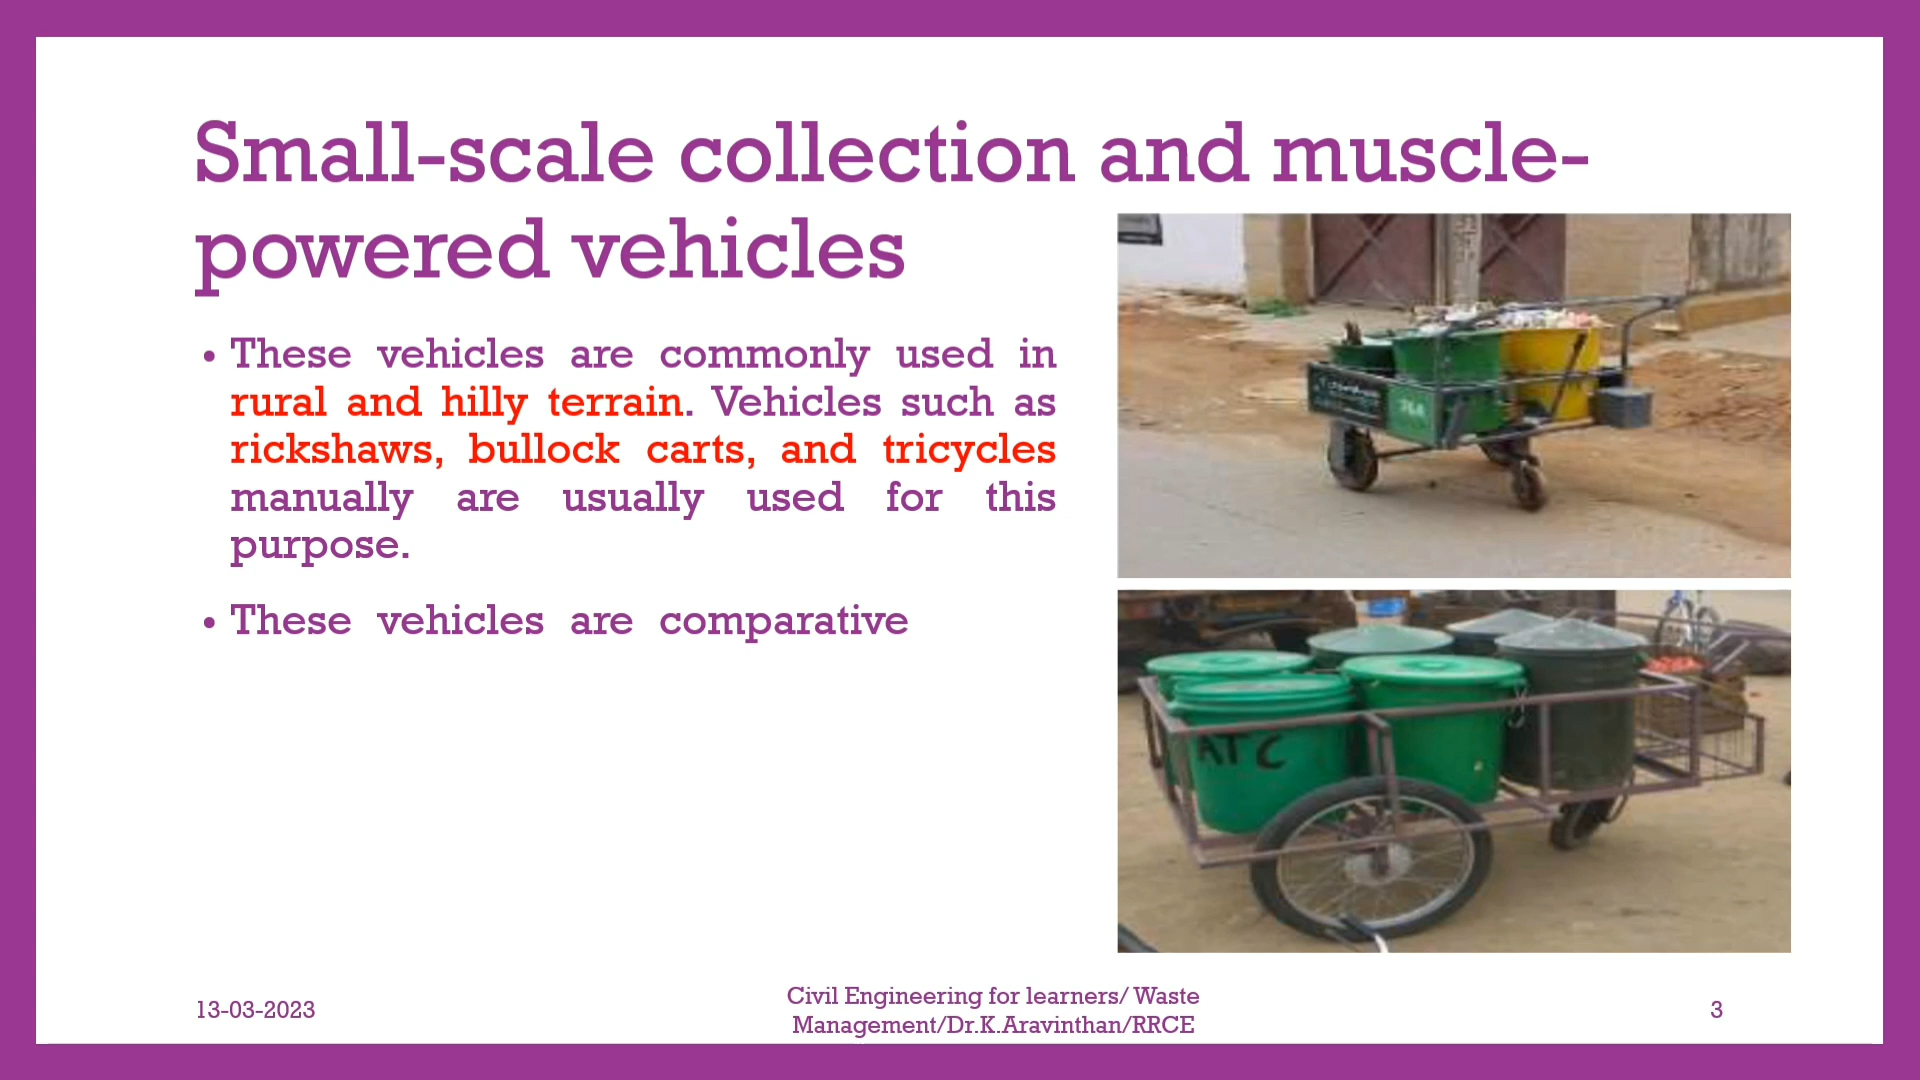 Small-scale collection and muscle-
powered vehicles
• These vehicles are commonly used in
rural and hilly terrain. Vehicles such as
rickshaws, bullock carts, and tricycles
manually are usually used for this
purpose.
• These vehicles are comparative
ATC
13-03-2023
Civil Engineering for learners/ Waste
Management/Dr.K.Aravinthan/RRCE
3